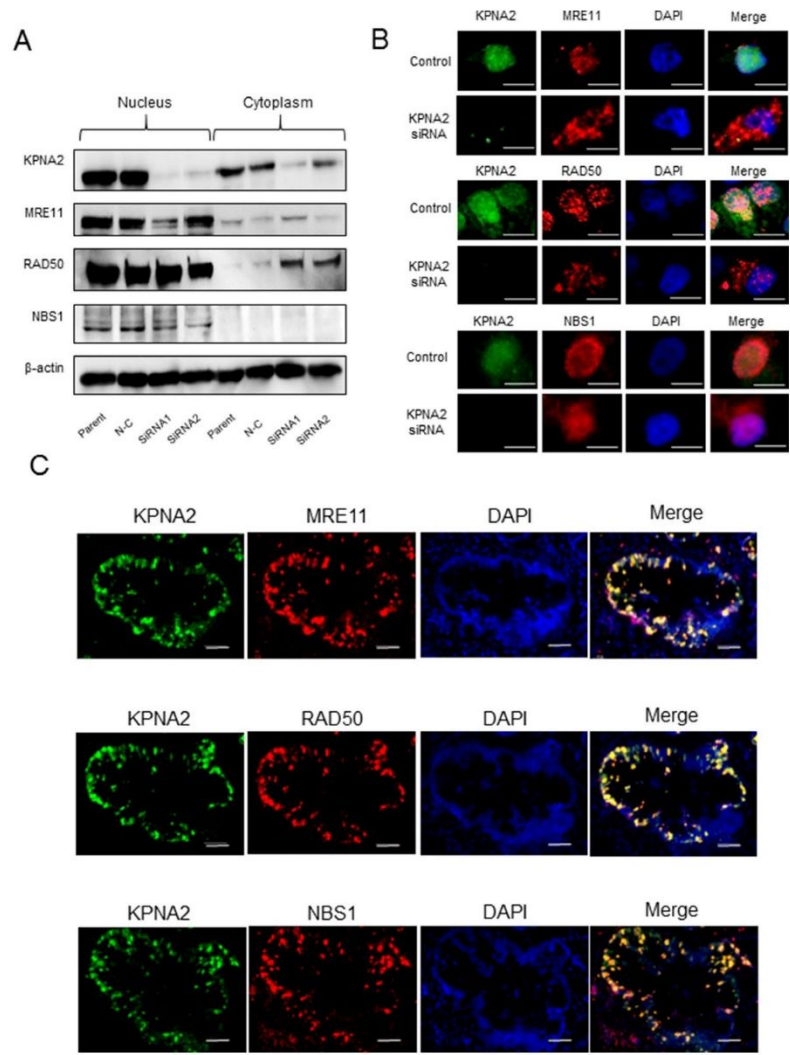 A
Nucleus Cytoplasm
KPNA2
MRE11
RAD50
NBS1
β-actin
Parent N-C SiRNA1 SiRNA2 Parent N-C SiRNA1 SiRNA2
B
KPNA2 MRE11 DAPI Merge
Control
KPNA2
siRNA
KPNA2 RAD50 DAPI Merge
Control
KPNA2
siRNA
KPNA2 NBS1 DAPI Merge
Control
KPNA2
siRNA
C
KPNA2 MRE11 DAPI Merge
KPNA2 RAD50 DAPI Merge
KPNA2 NBS1 DAPI Merge